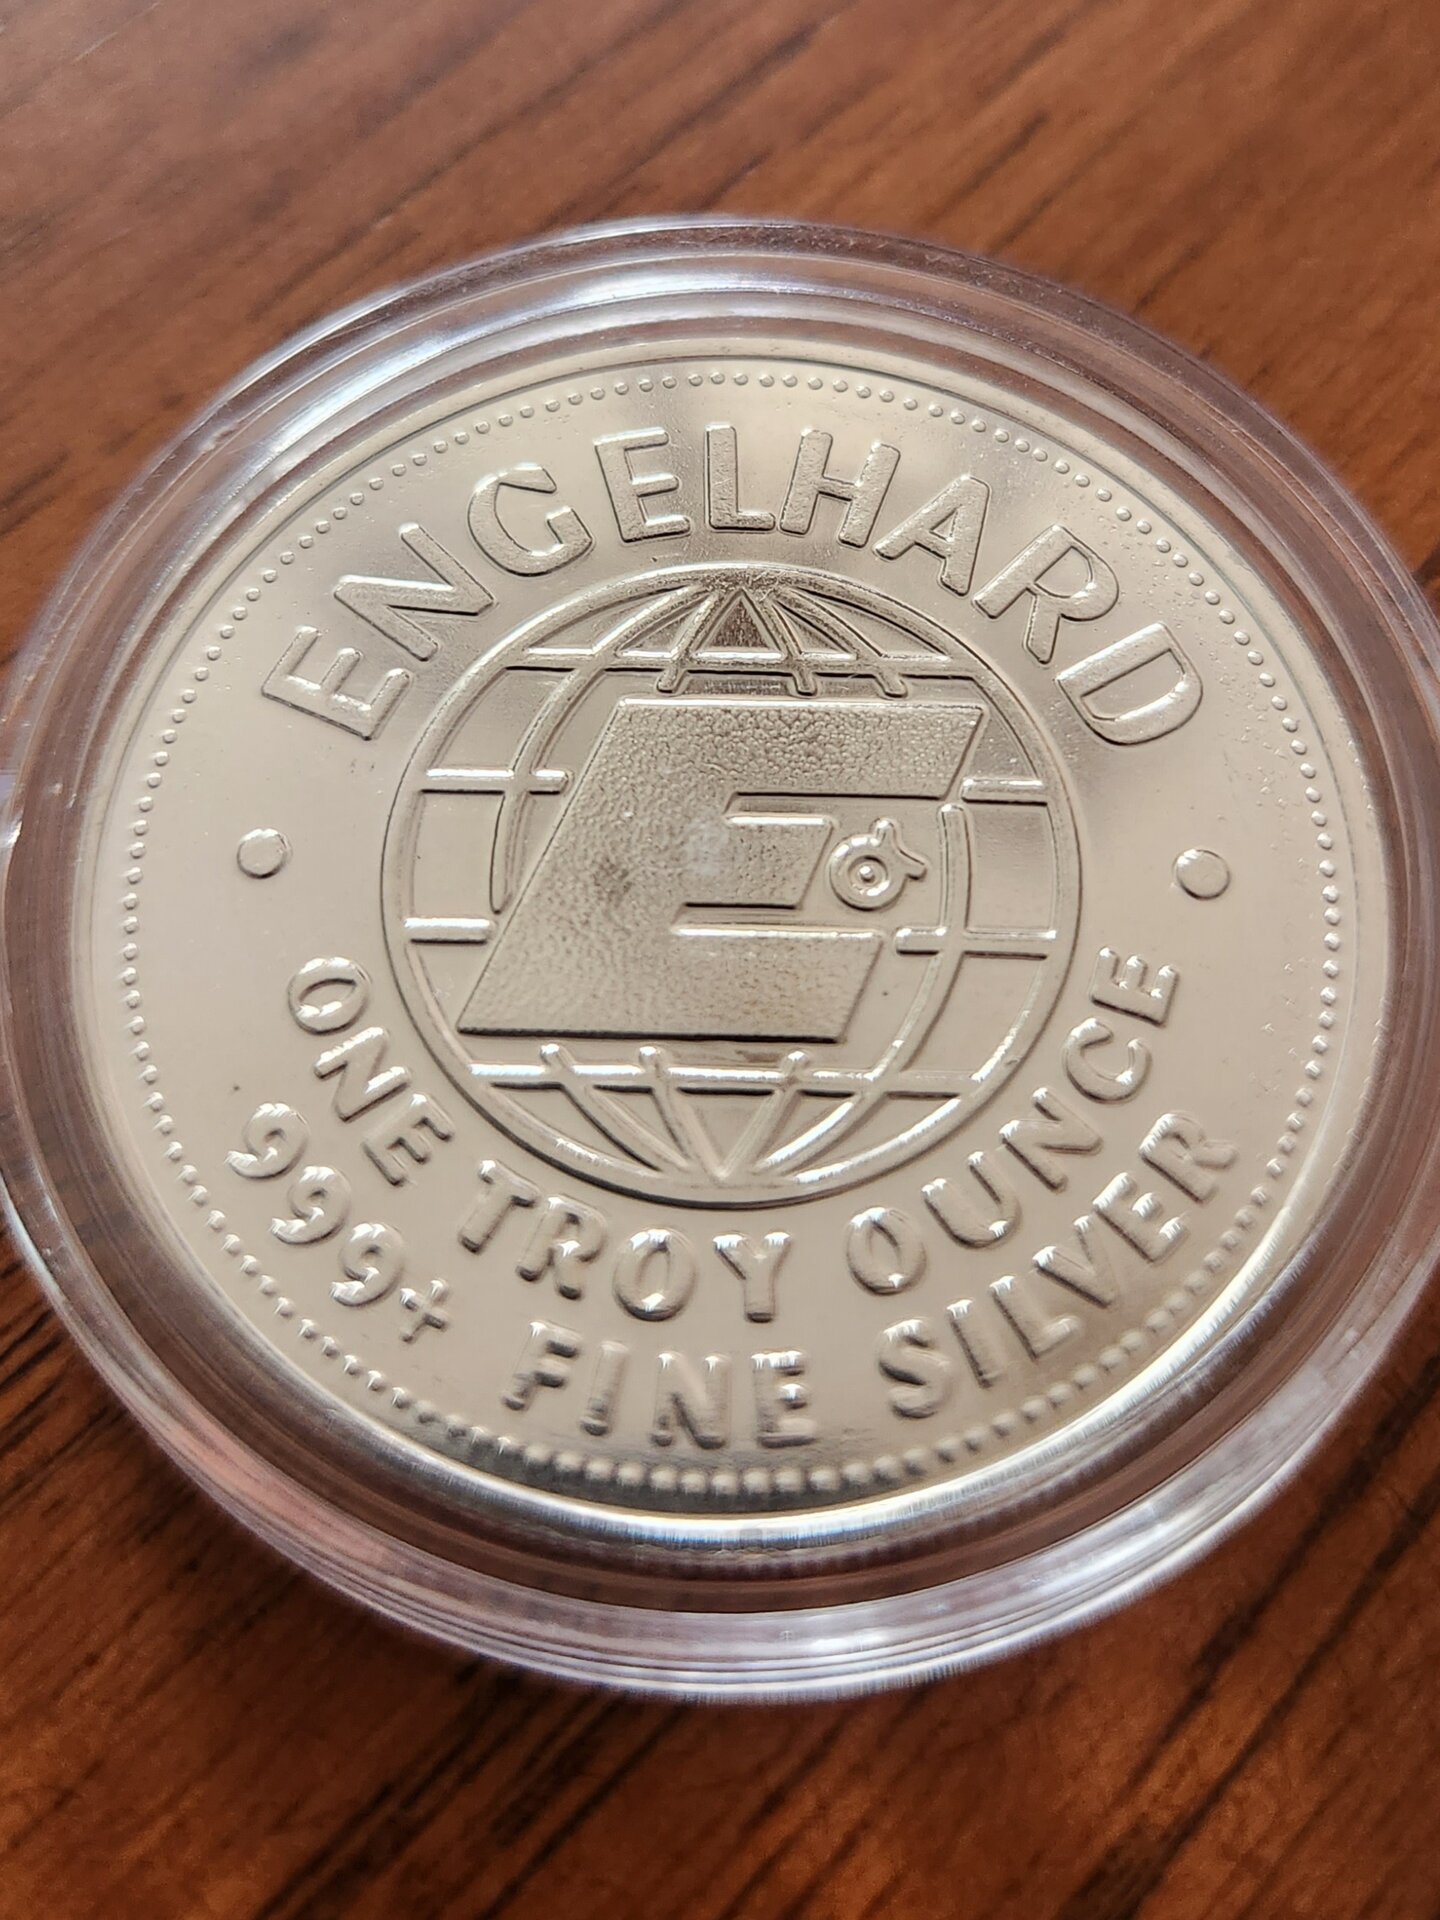 ENGELHARD
E
ONE TROY OUNCE
999+ FINE SILVER